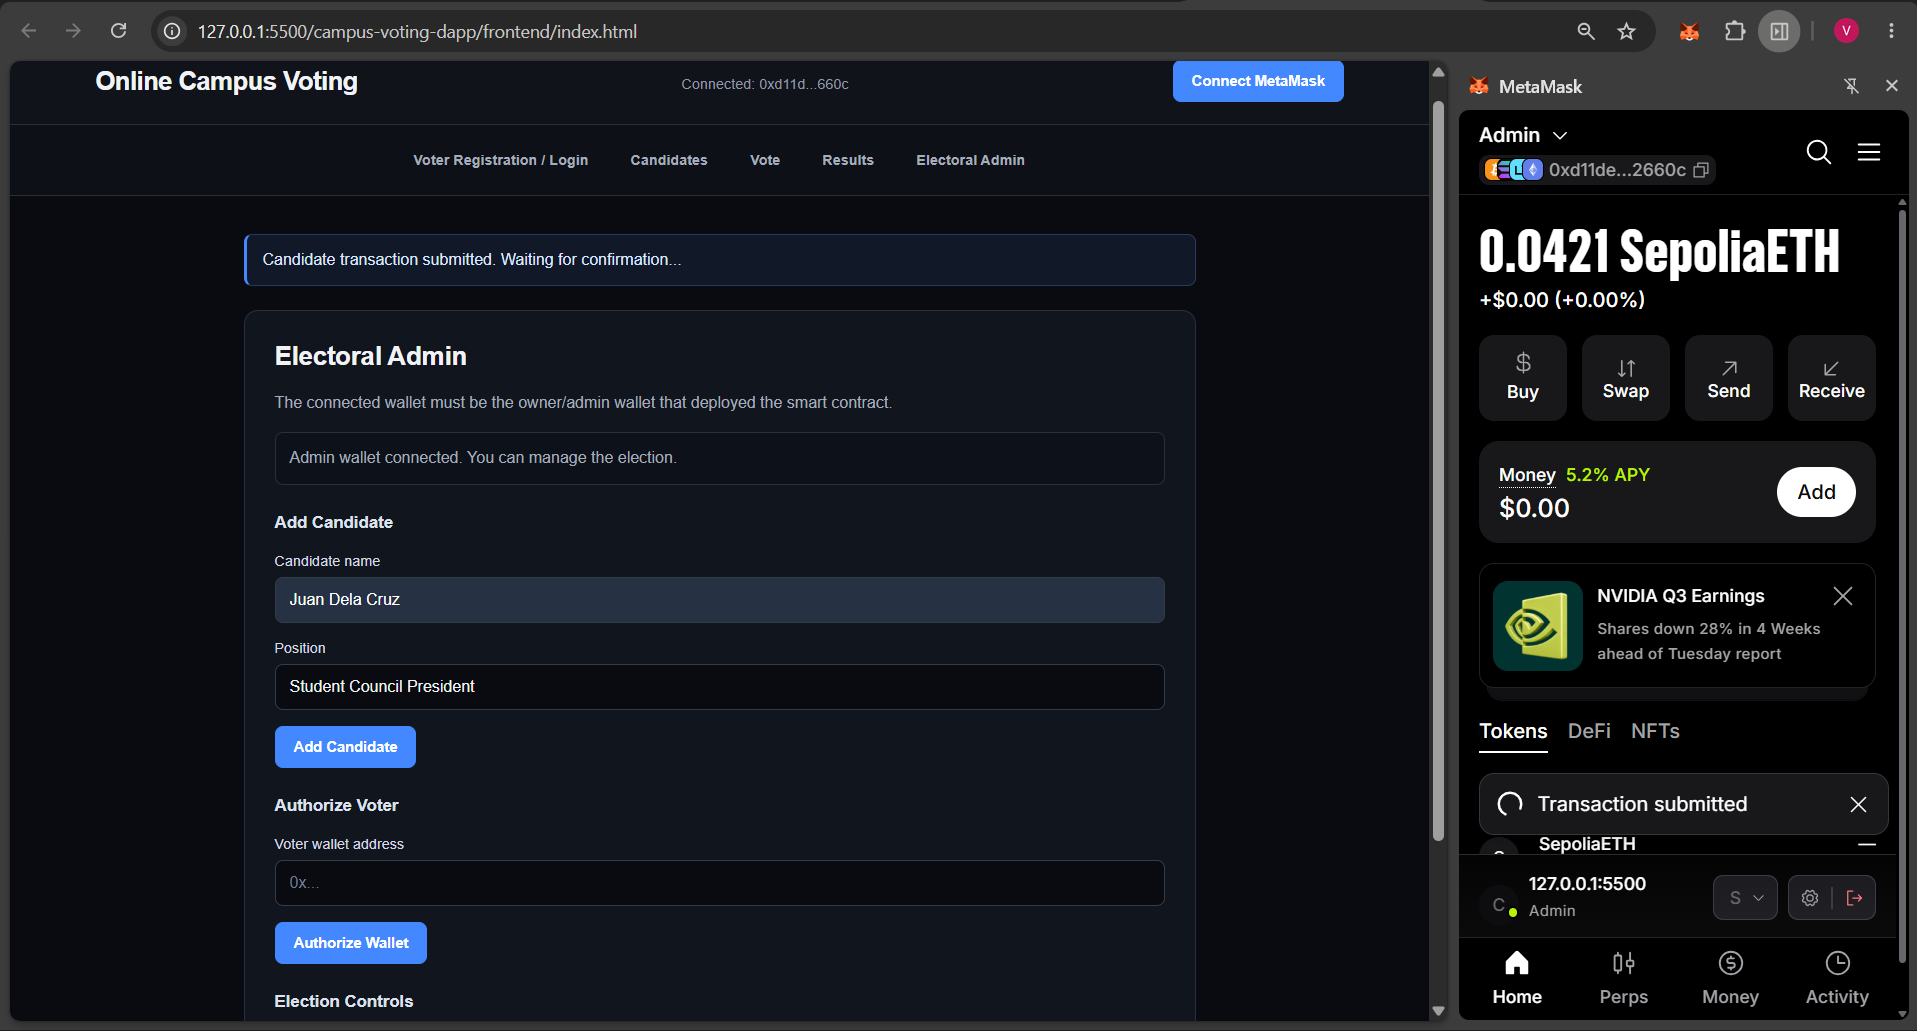 127.0.0.1:5500/campus-voting-dapp/frontend/index.html
V
Online Campus Voting
Connected: 0xd11d...660c
Connect MetaMask
Voter Registration / Login
Candidates
Vote
Results
Electoral Admin
Candidate transaction submitted. Waiting for confirmation...
Electoral Admin
The connected wallet must be the owner/admin wallet that deployed the smart contract.
Admin wallet connected. You can manage the election.
Add Candidate
Candidate name
Juan Dela Cruz
Position
Student Council President
Add Candidate
Authorize Voter
Voter wallet address
0x...
Authorize Wallet
Election Controls
MetaMask
Admin
0xd11de...2660c
0.0421 SepoliaETH
+$0.00 (+0.00%)
Buy
Swap
Send
Receive
Money 5.2% APY
$0.00
Add
NVIDIA Q3 Earnings
Shares down 28% in 4 Weeks
ahead of Tuesday report
Tokens
DeFi
NFTs
Transaction submitted
SepoliaETH
127.0.0.1:5500
C
Admin
S
Home
Perps
Money
Activity